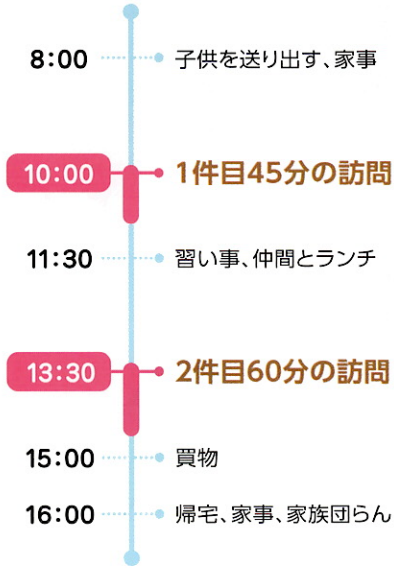 8:00 子供を送り出す、家事
10:00 1件目45分の訪問
11:30 習い事、仲間とランチ
13:30 2件目60分の訪問
15:00 買物
16:00 帰宅、家事、家族団らん